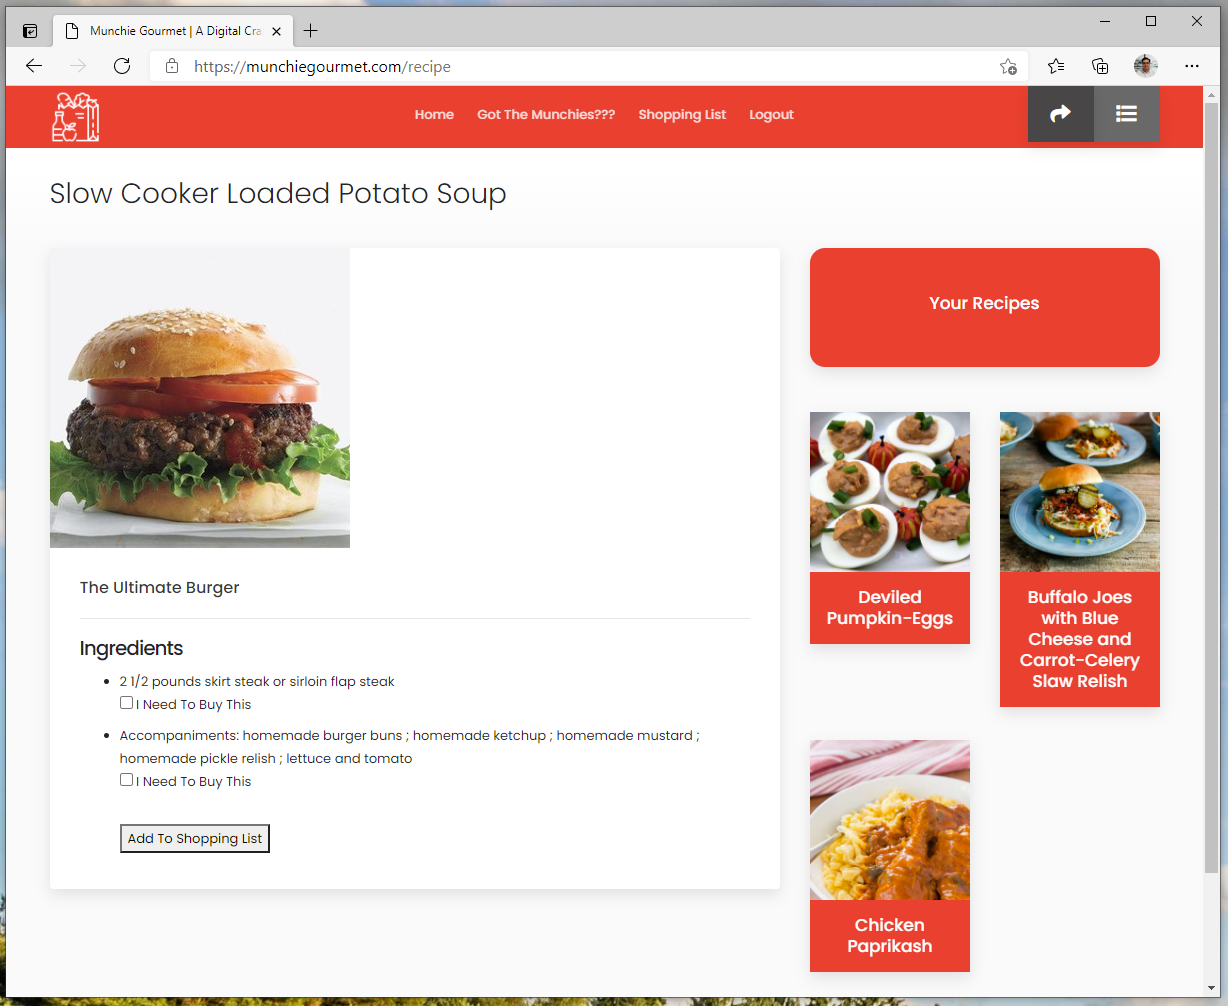 Munchie Gourmet | A Digital Cra
https://munchiegourmet.com/recipe
Home
Got The Munchies???
Shopping List
Logout
Slow Cooker Loaded Potato Soup
The Ultimate Burger
Ingredients
2 1/2 pounds skirt steak or sirloin flap steak
I Need To Buy This
Accompaniments: homemade burger buns ; homemade ketchup ; homemade mustard ;
homemade pickle relish ; lettuce and tomato
I Need To Buy This
Add To Shopping List
Your Recipes
Deviled
Pumpkin-Eggs
Buffalo Joes
with Blue
Cheese and
Carrot-Celery
Slaw Relish
Chicken
Paprikash